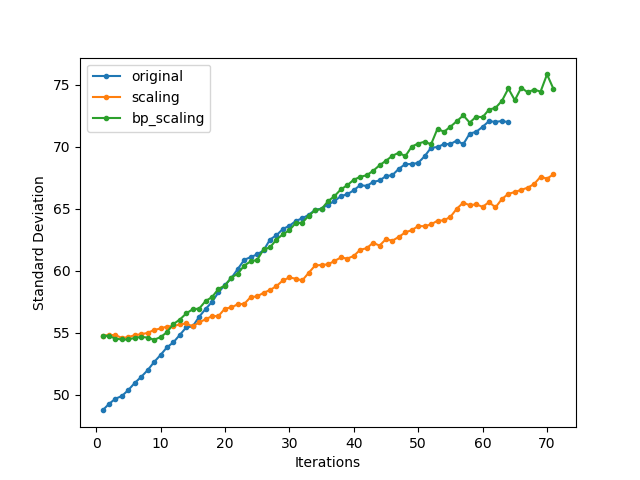 original
scaling
bp_scaling
75
70
65
60
55
50
Standard Deviation
0 10 20 30 40 50 60 70
Iterations